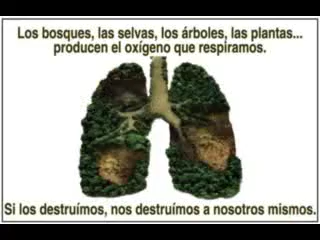 Los bosques, las selvas, los árboles, las plantas...
producen el oxígeno que respiramos.
Si los destruímos, nos destruímos a nosotros mismos.